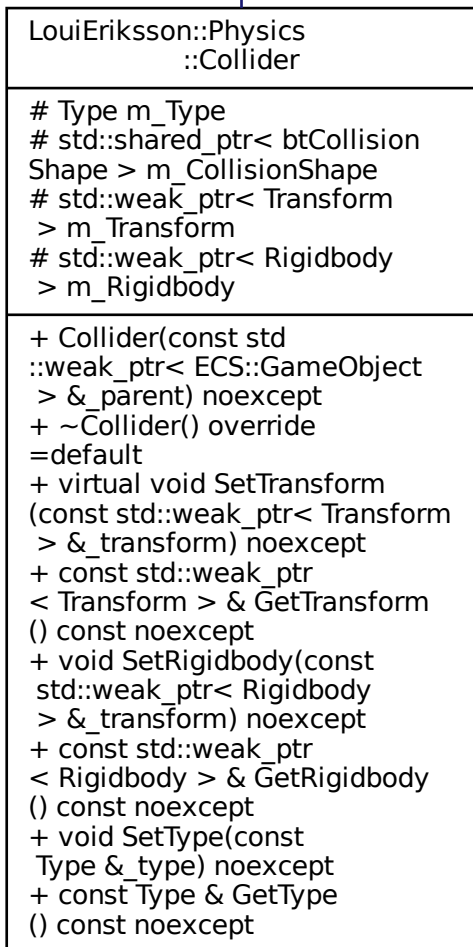 LouiEriksson::Physics
::Collider
# Type m_Type
# std::shared_ptr< btCollision
Shape > m_CollisionShape
# std::weak_ptr< Transform
> m_Transform
# std::weak_ptr< Rigidbody
> m_Rigidbody
+ Collider(const std
::weak_ptr< ECS::GameObject
> &_parent) noexcept
+ ~Collider() override
=default
+ virtual void SetTransform
(const std::weak_ptr< Transform
> &_transform) noexcept
+ const std::weak_ptr
< Transform > & GetTransform
() const noexcept
+ void SetRigidbody(const
std::weak_ptr< Rigidbody
> &_transform) noexcept
+ const std::weak_ptr
< Rigidbody > & GetRigidbody
() const noexcept
+ void SetType(const
Type &_type) noexcept
+ const Type & GetType
() const noexcept